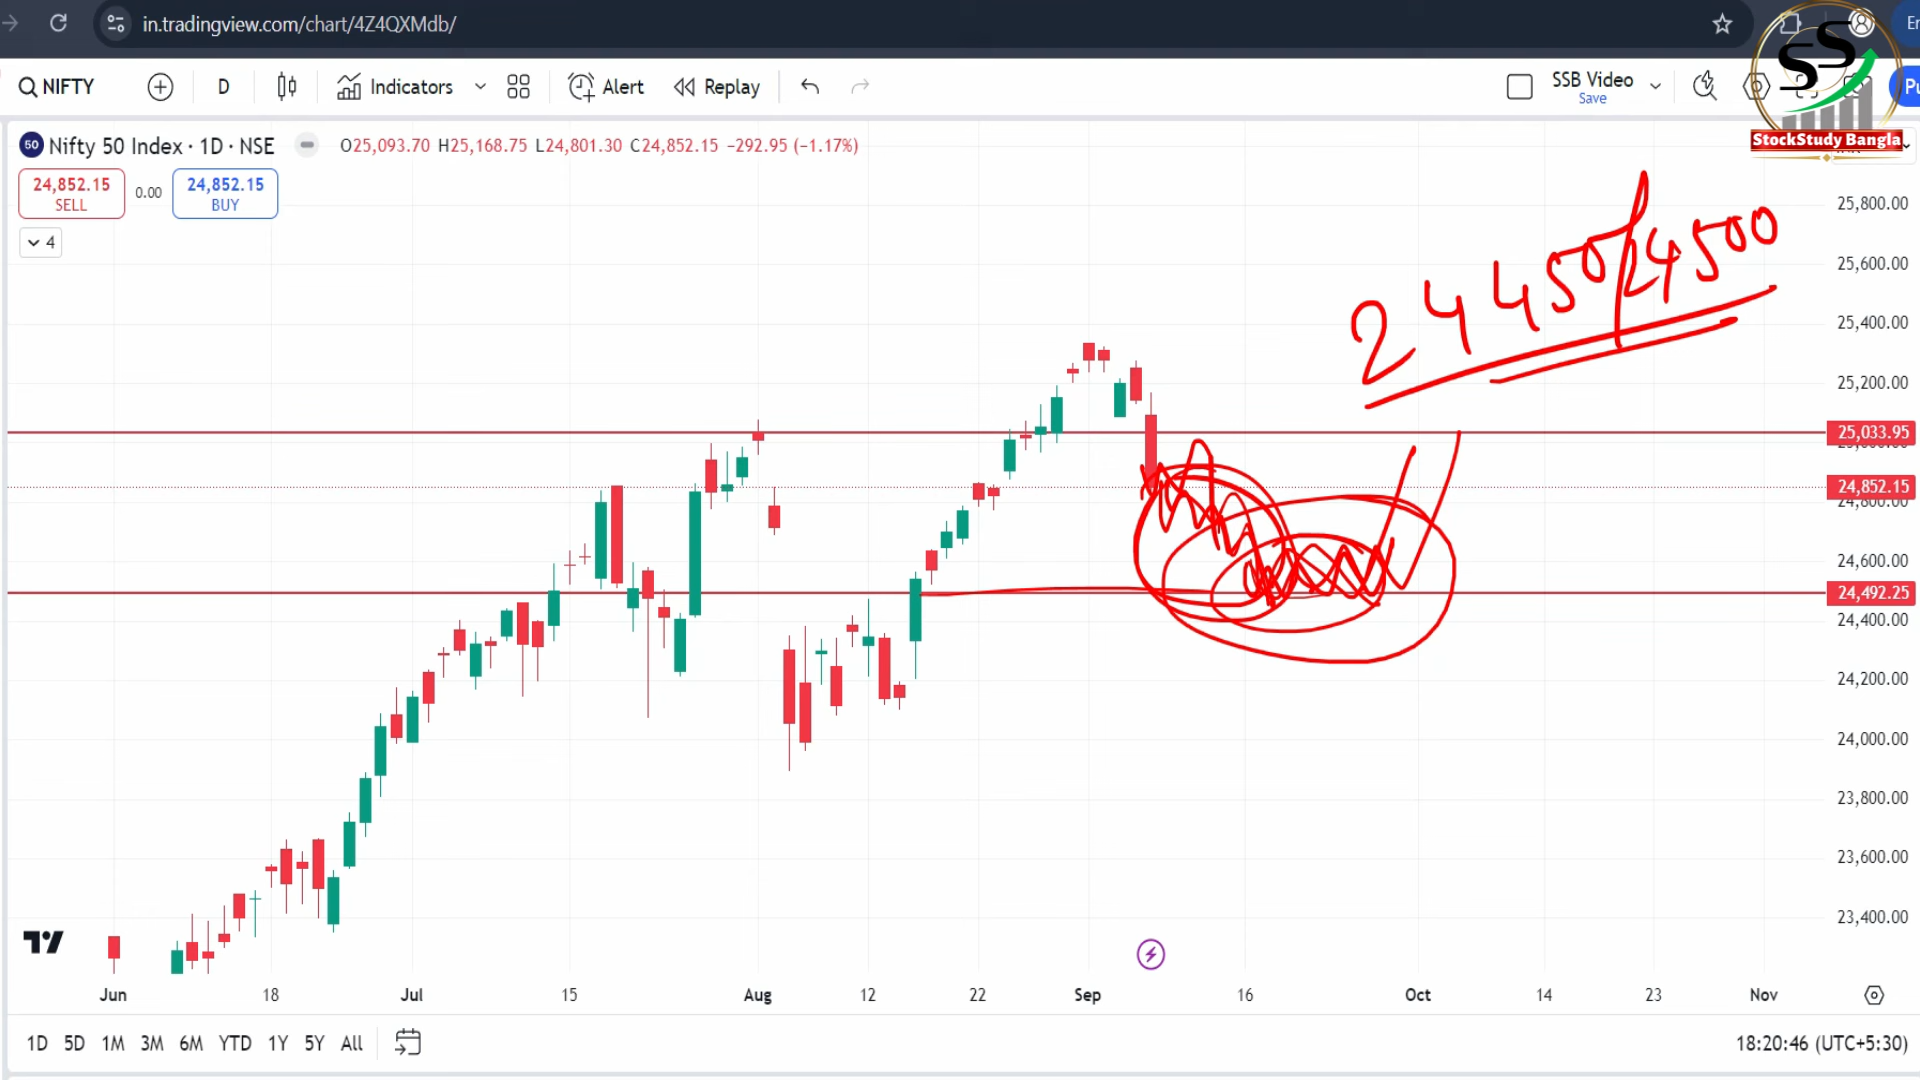 in.tradingview.com/chart/4Z4QXMdb/
NIFTY D Indicators Alert Replay SSB Video
Save
SS
StockStudy Bangla
50 Nifty 50 Index · 1D · NSE O25,093.70 H25,168.75 L24,801.30 C24,852.15 −292.95 (−1.17%)
24,852.15
SELL
0.00
24,852.15
BUY
4
24450/24500
25,800.00
25,600.00
25,400.00
25,200.00
25,033.95
24,852.15
24,800.00
24,600.00
24,492.25
24,400.00
24,200.00
24,000.00
23,800.00
23,600.00
23,400.00
Jun 18 Jul 15 Aug 12 22 Sep 16 Oct 14 23 Nov
1D 5D 1M 3M 6M YTD 1Y 5Y All 18:20:46 (UTC+5:30)